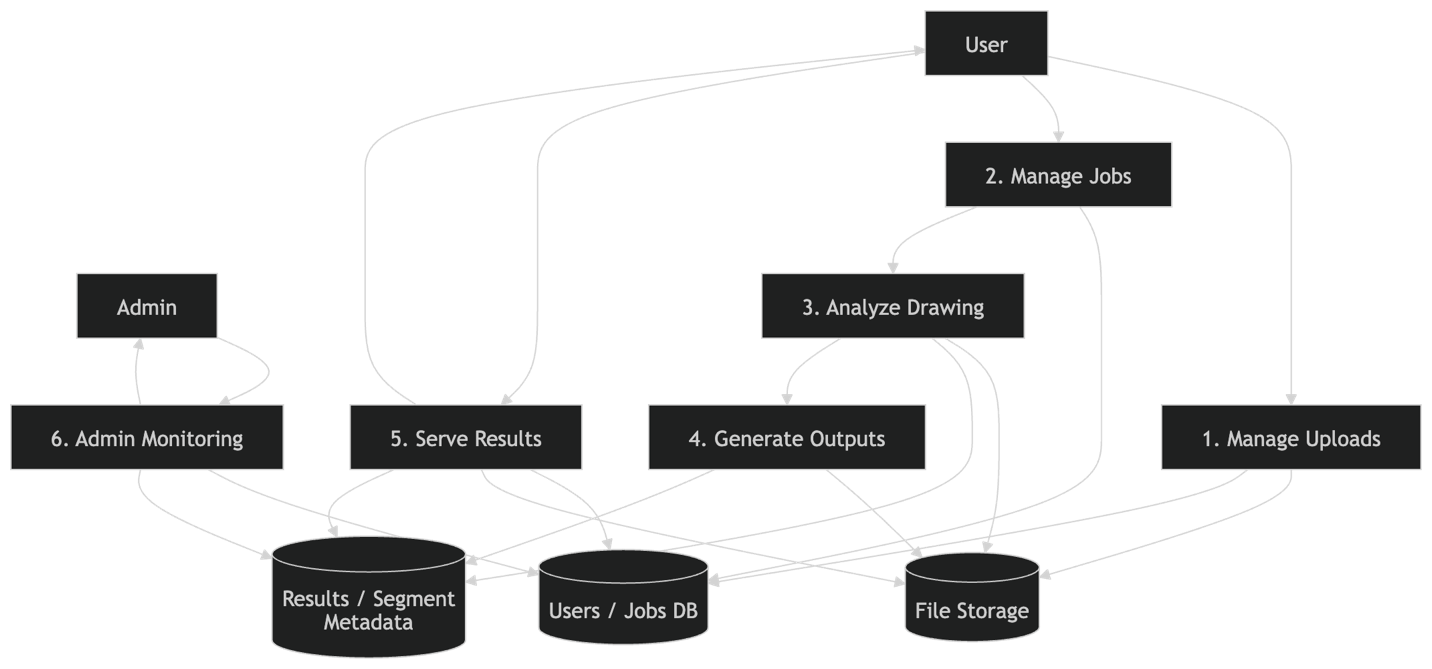 User
2. Manage Jobs
Admin
3. Analyze Drawing
6. Admin Monitoring
5. Serve Results
4. Generate Outputs
1. Manage Uploads
Results / Segment
Metadata
Users / Jobs DB
File Storage